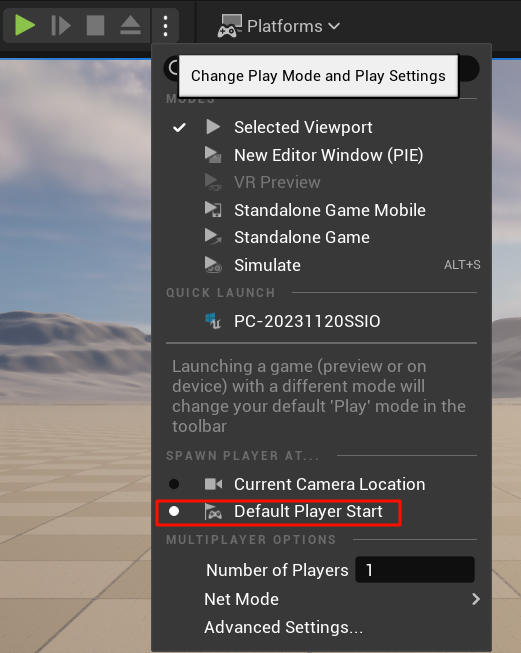 Platforms
Change Play Mode and Play Settings
MODES
Selected Viewport
New Editor Window (PIE)
VR Preview
Standalone Game Mobile
Standalone Game
Simulate ALT+S
QUICK LAUNCH
PC-20231120SSIO
Launching a game (preview or on
device) with a different mode will
change your default 'Play' mode in the
toolbar
SPAWN PLAYER AT...
Current Camera Location
Default Player Start
MULTIPLAYER OPTIONS
Number of Players 1
Net Mode
Advanced Settings...